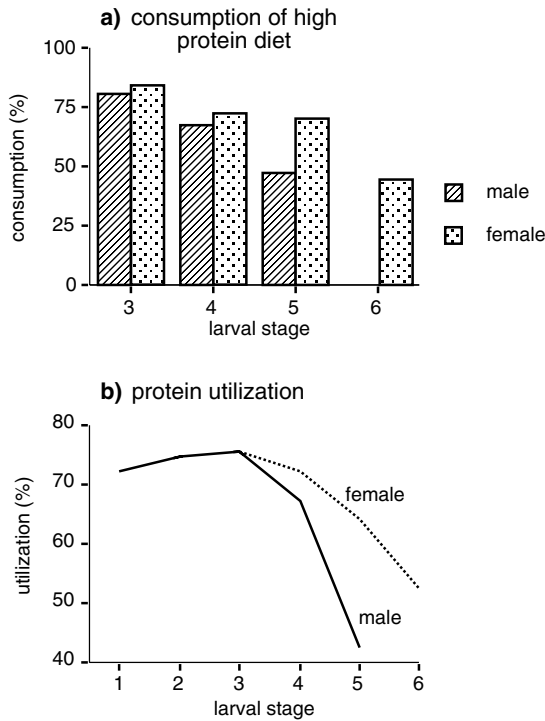 a) consumption of high
protein diet
100
75
50
25
0
consumption (%)
3 4 5 6
larval stage
male
female
b) protein utilization
80
70
60
50
40
utilization (%)
female
male
1 2 3 4 5 6
larval stage